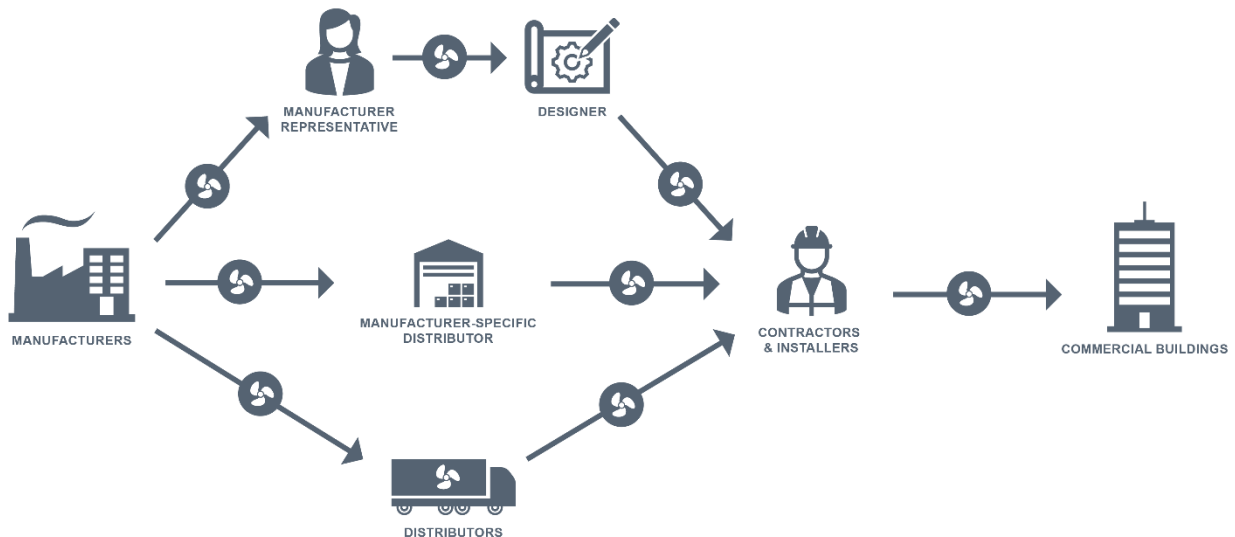 MANUFACTURER
REPRESENTATIVE
DESIGNER
MANUFACTURERS
MANUFACTURER-SPECIFIC
DISTRIBUTOR
CONTRACTORS
& INSTALLERS
COMMERCIAL BUILDINGS
DISTRIBUTORS